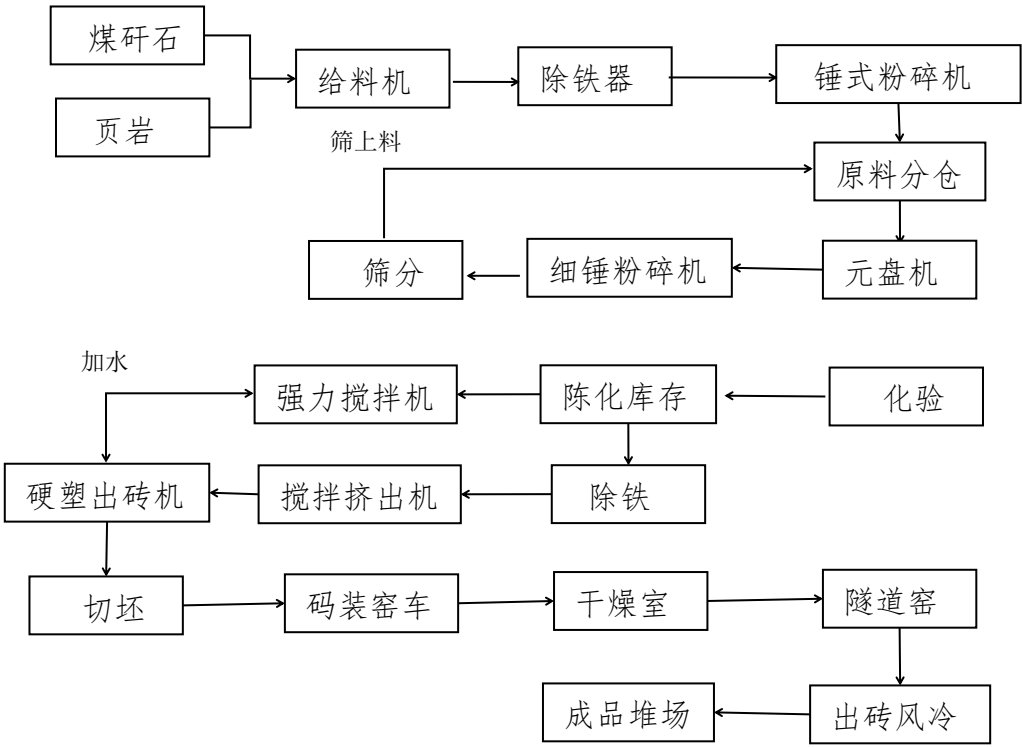 煤矸石
给料机
除铁器
锤式粉碎机
页岩
筛上料
原料分仓
筛分
细锤粉碎机
元盘机
加水
强力搅拌机
陈化库存
化验
硬塑出砖机
搅拌挤出机
除铁
切坯
码装窑车
干燥室
隧道窑
成品堆场
出砖风冷